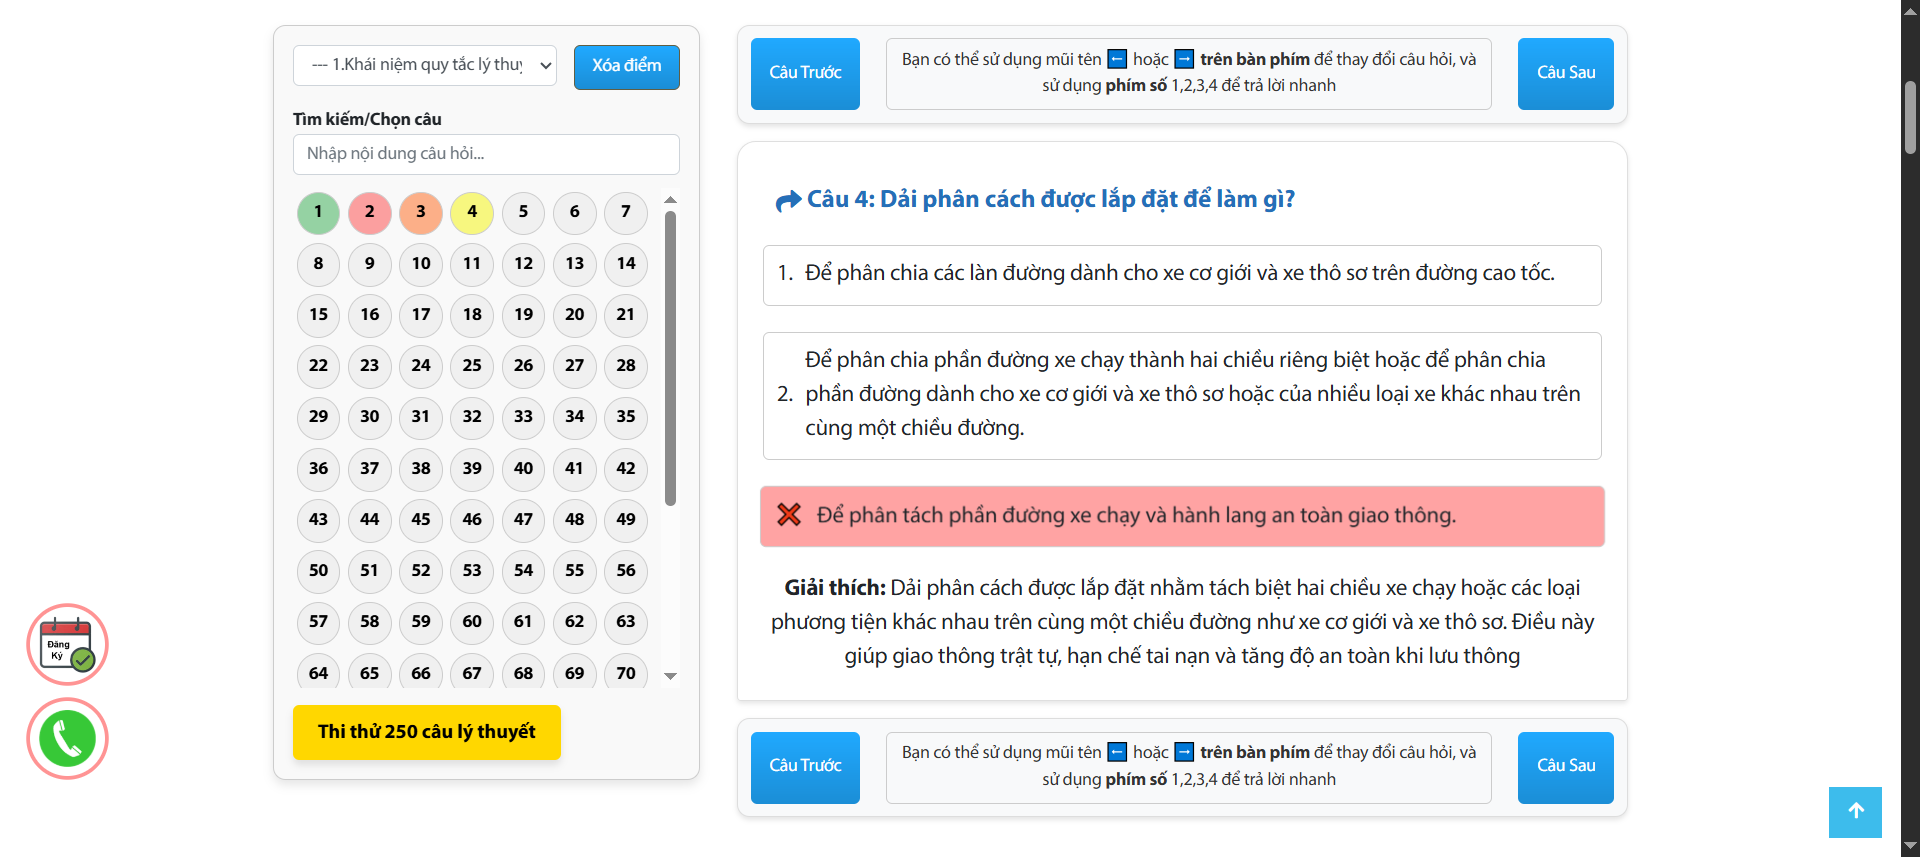 --- 1.Khái niệm quy tắc lý thuy
Xóa điểm
Tìm kiếm/Chọn câu
Nhập nội dung câu hỏi...
1 2 3 4 5 6 7
8 9 10 11 12 13 14
15 16 17 18 19 20 21
22 23 24 25 26 27 28
29 30 31 32 33 34 35
36 37 38 39 40 41 42
43 44 45 46 47 48 49
50 51 52 53 54 55 56
57 58 59 60 61 62 63
64 65 66 67 68 69 70
Thi thử 250 câu lý thuyết
Đăng
Ký
Câu Trước
Bạn có thể sử dụng mũi tên ← hoặc → trên bàn phím để thay đổi câu hỏi, và
sử dụng phím số 1,2,3,4 để trả lời nhanh
Câu Sau
Câu 4: Dải phân cách được lắp đặt để làm gì?
1. Để phân chia các làn đường dành cho xe cơ giới và xe thô sơ trên đường cao tốc.
Để phân chia phần đường xe chạy thành hai chiều riêng biệt hoặc để phân chia
2. phần đường dành cho xe cơ giới và xe thô sơ hoặc của nhiều loại xe khác nhau trên
cùng một chiều đường.
Để phân tách phần đường xe chạy và hành lang an toàn giao thông.
Giải thích: Dải phân cách được lắp đặt nhằm tách biệt hai chiều xe chạy hoặc các loại
phương tiện khác nhau trên cùng một chiều đường như xe cơ giới và xe thô sơ. Điều này
giúp giao thông trật tự, hạn chế tai nạn và tăng độ an toàn khi lưu thông
Câu Trước
Bạn có thể sử dụng mũi tên ← hoặc → trên bàn phím để thay đổi câu hỏi, và
sử dụng phím số 1,2,3,4 để trả lời nhanh
Câu Sau